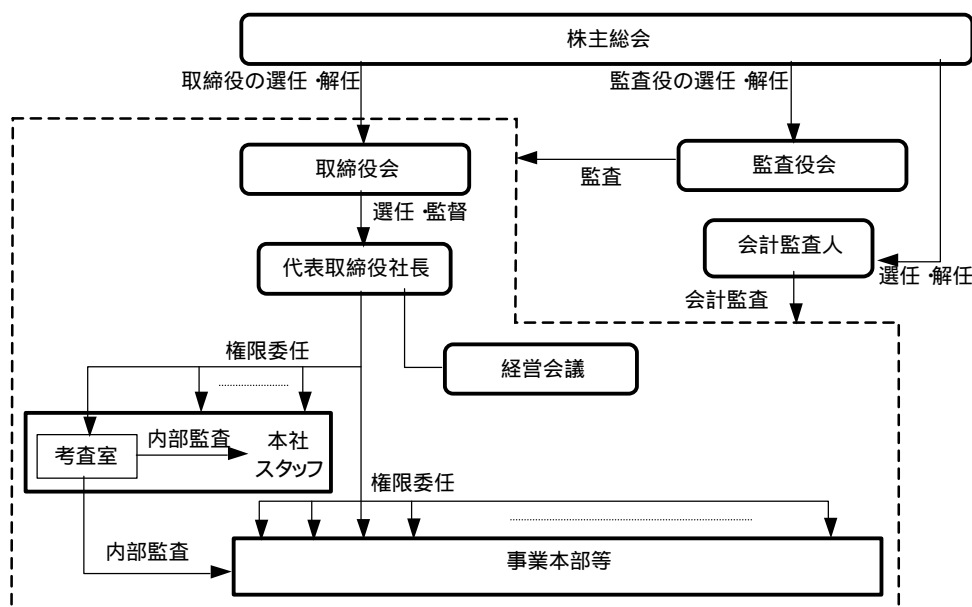 株主総会
取締役の選任・解任
監査役の選任・解任
取締役会
監査
監査役会
選任・監督
代表取締役社長
会計監査人
選任・解任
会計監査
権限委任
経営会議
考査室
内部監査
本社
スタッフ
権限委任
内部監査
事業本部等